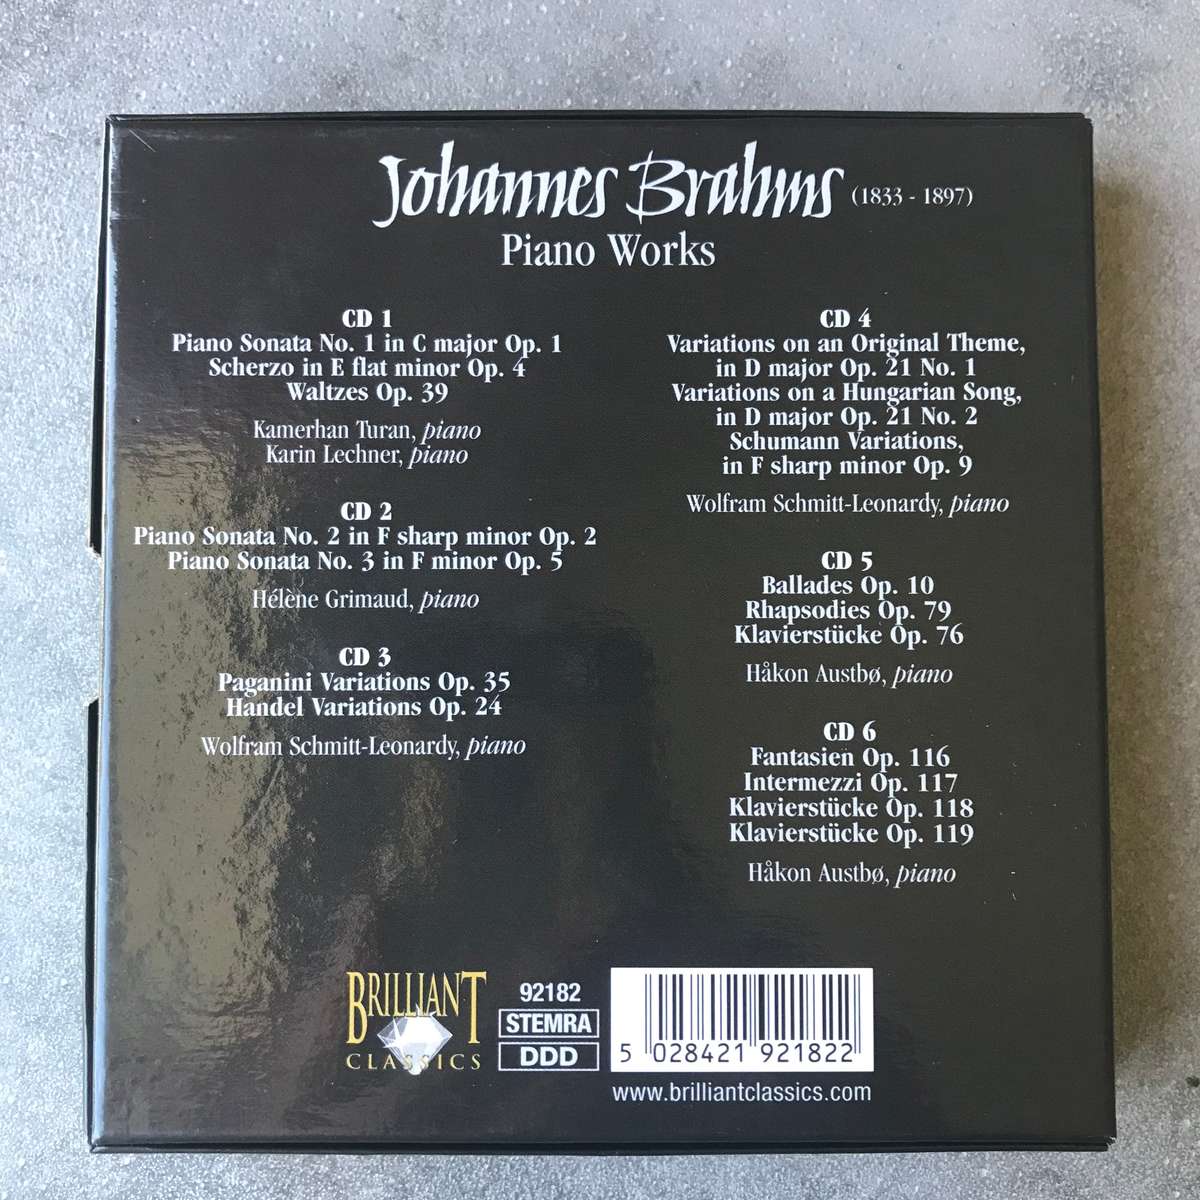 Johannes Brahms (1833 - 1897)
Piano Works
CD 1
Piano Sonata No. 1 in C major Op. 1
Scherzo in E flat minor Op. 4
Waltzes Op. 39
Kamerhan Turan, piano
Karin Lechner, piano
CD 2
Piano Sonata No. 2 in F sharp minor Op. 2
Piano Sonata No. 3 in F minor Op. 5
Hélène Grimaud, piano
CD 3
Paganini Variations Op. 35
Handel Variations Op. 24
Wolfram Schmitt-Leonardy, piano
CD 4
Variations on an Original Theme,
in D major Op. 21 No. 1
Variations on a Hungarian Song,
in D major Op. 21 No. 2
Schumann Variations,
in F sharp minor Op. 9
Wolfram Schmitt-Leonardy, piano
CD 5
Ballades Op. 10
Rhapsodies Op. 79
Klavierstücke Op. 76
Håkon Austbø, piano
CD 6
Fantasien Op. 116
Intermezzi Op. 117
Klavierstücke Op. 118
Klavierstücke Op. 119
Håkon Austbø, piano
BRILLIANT
CLASSICS
92182
STEMRA
DDD
5 028421 921822
www.brilliantclassics.com